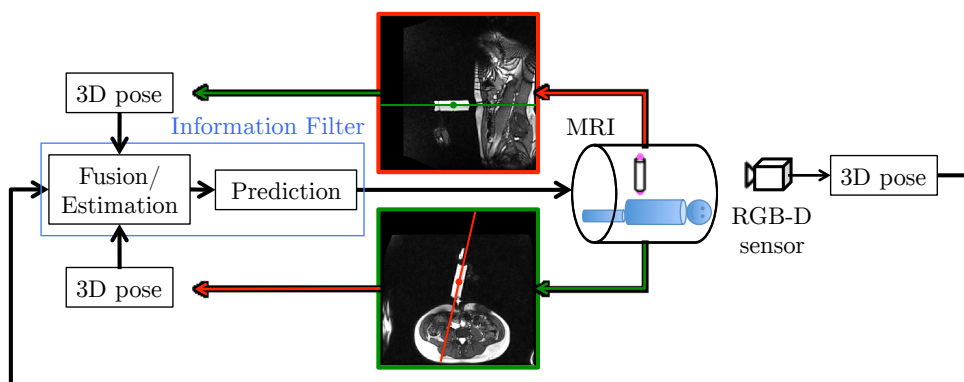 3D pose
Information Filter
MRI
Fusion/
Estimation
Prediction
3D pose
RGB-D
sensor
3D pose